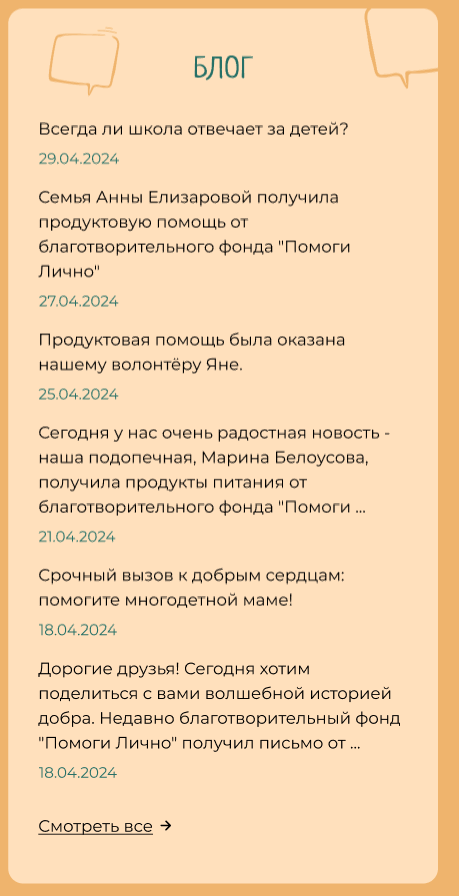 БЛОГ
Всегда ли школа отвечает за детей?
29.04.2024
Семья Анны Елизаровой получила
продуктовую помощь от
благотворительного фонда "Помоги
Лично"
27.04.2024
Продуктовая помощь была оказана
нашему волонтёру Яне.
25.04.2024
Сегодня у нас очень радостная новость -
наша подопечная, Марина Белоусова,
получила продукты питания от
благотворительного фонда "Помоги ...
21.04.2024
Срочный вызов к добрым сердцам:
помогите многодетной маме!
18.04.2024
Дорогие друзья! Сегодня хотим
поделиться с вами волшебной историей
добра. Недавно благотворительный фонд
"Помоги Лично" получил письмо от ...
18.04.2024
Смотреть все →